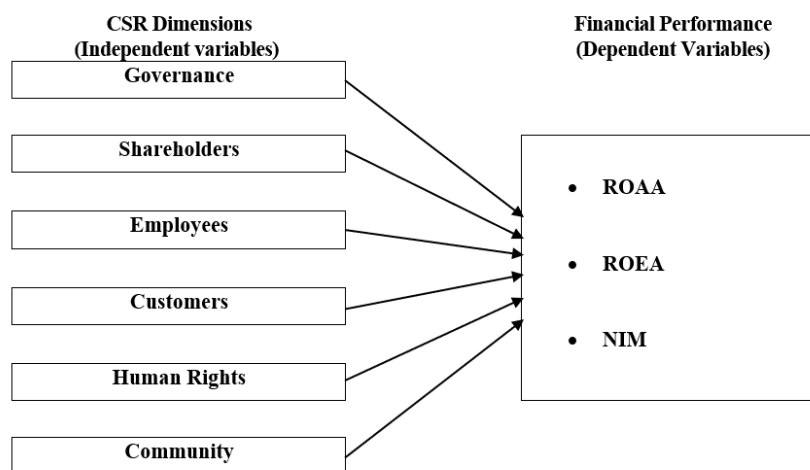 CSR Dimensions
(Independent variables)
Governance
Shareholders
Employees
Customers
Human Rights
Community
Financial Performance
(Dependent Variables)
• ROAA
• ROEA
• NIM